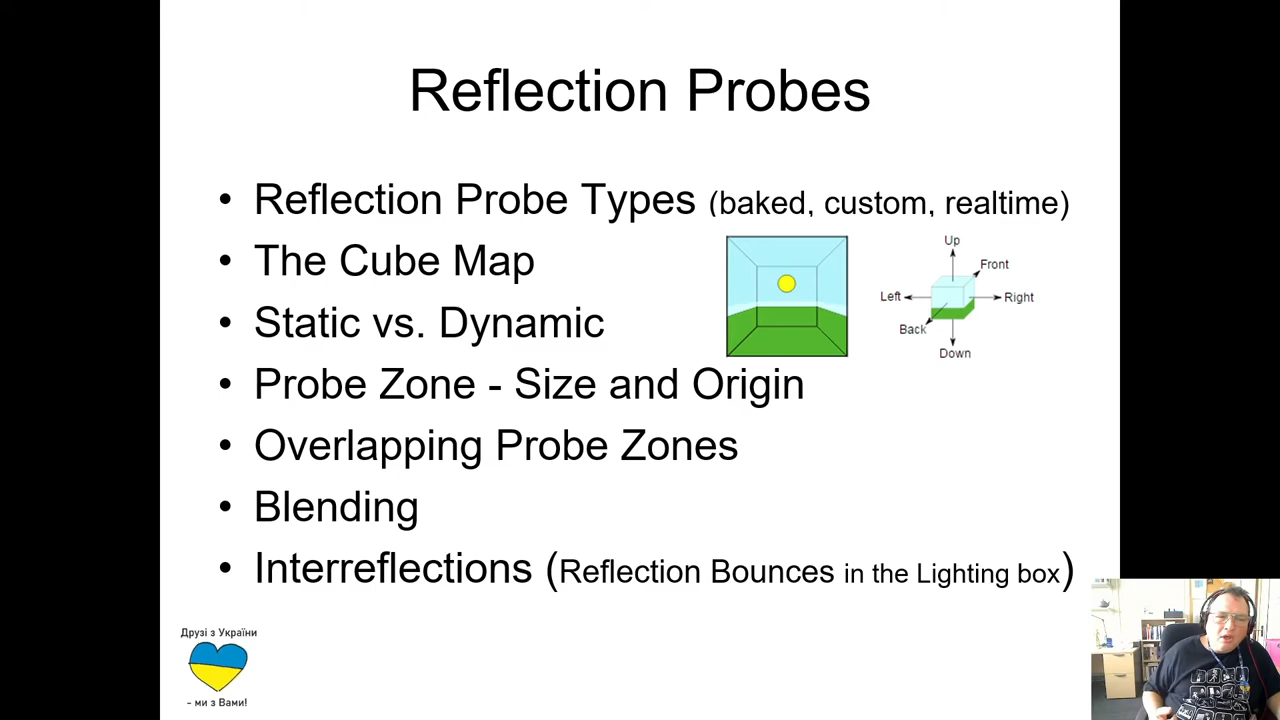 Reflection Probes
• Reflection Probe Types (baked, custom, realtime)
• The Cube Map
• Static vs. Dynamic
• Probe Zone - Size and Origin
• Overlapping Probe Zones
• Blending
• Interreflections (Reflection Bounces in the Lighting box)
Up
Front
Left
Right
Back
Down
Друзі з України
- ми з Вами!